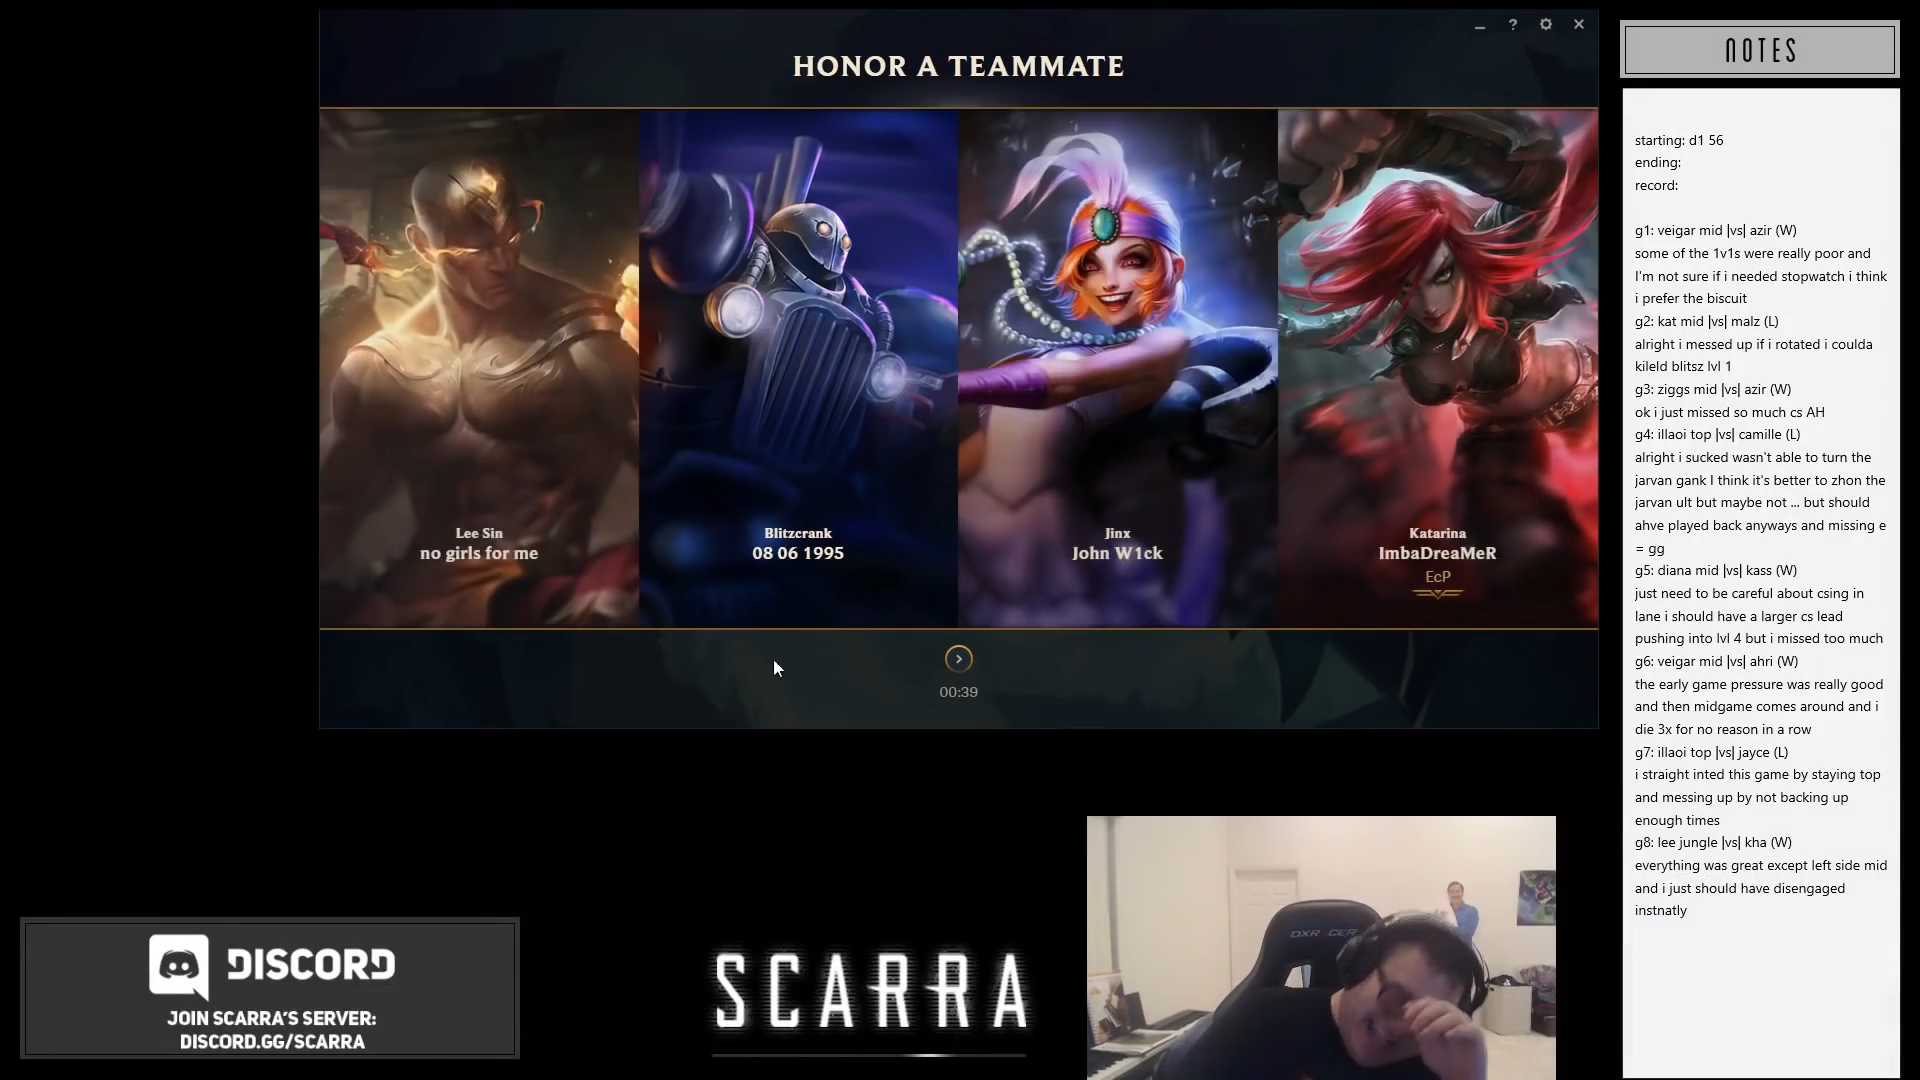 HONOR A TEAMMATE
?
Lee Sin
no girls for me
Blitzcrank
08 06 1995
Jinx
John W1ck
Katarina
ImbaDreaMeR
EcP
00:39
NOTES
starting: d1 56
ending:
record:
g1: veigar mid |vs| azir (W)
some of the 1v1s were really poor and
I'm not sure if i needed stopwatch i think
i prefer the biscuit
g2: kat mid |vs| malz (L)
alright i messed up if i rotated i coulda
kileld blitsz lvl 1
g3: ziggs mid |vs| azir (W)
ok i just missed so much cs AH
g4: illaoi top |vs| camille (L)
alright i sucked wasn't able to turn the
jarvan gank I think it's better to zhon the
jarvan ult but maybe not ... but should
ahve played back anyways and missing e
= gg
g5: diana mid |vs| kass (W)
just need to be careful about csing in
lane i should have a larger cs lead
pushing into lvl 4 but i missed too much
g6: veigar mid |vs| ahri (W)
the early game pressure was really good
and then midgame comes around and i
die 3x for no reason in a row
g7: illaoi top |vs| jayce (L)
i straight inted this game by staying top
and messing up by not backing up
enough times
g8: lee jungle |vs| kha (W)
everything was great except left side mid
and i just should have disengaged
instnatly
DISCORD
JOIN SCARRA'S SERVER:
DISCORD.GG/SCARRA
SCARRA